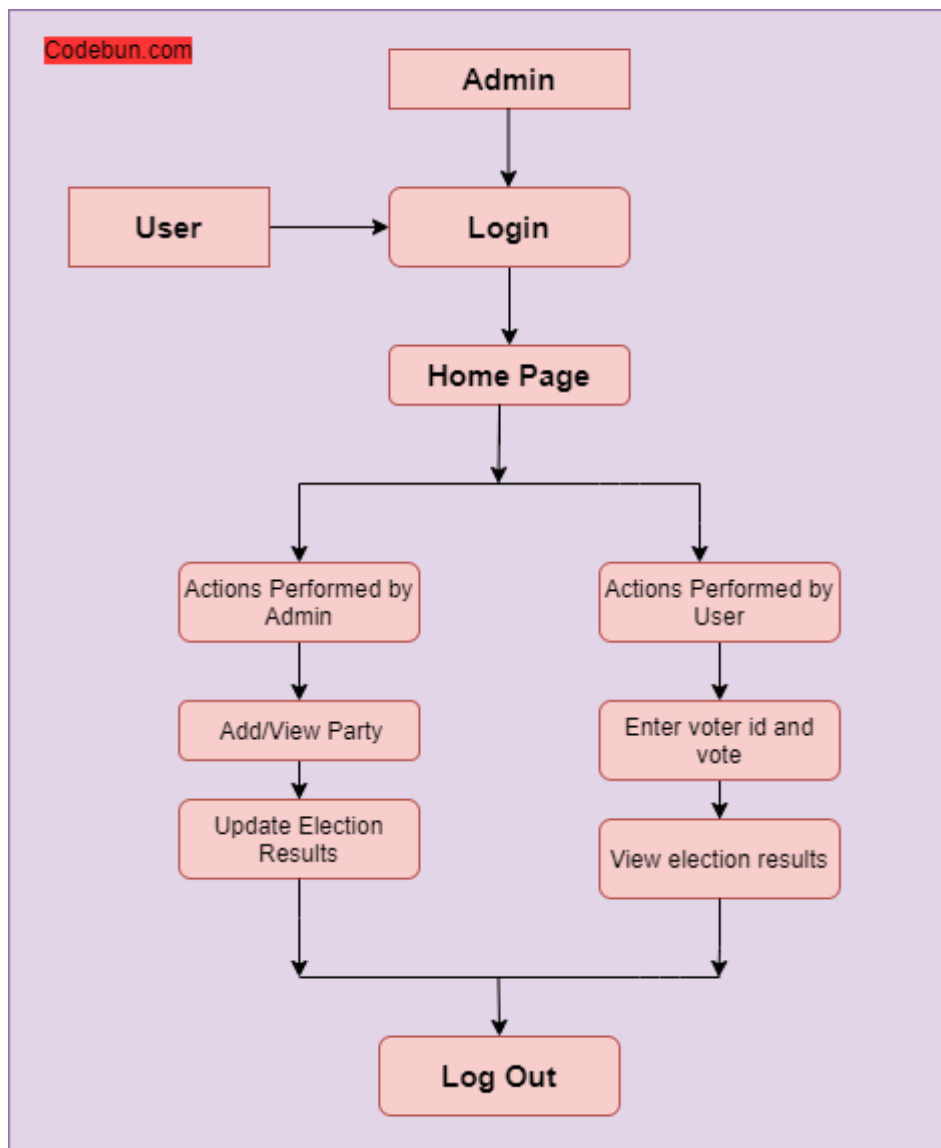 Codebun.com
Admin
User
Login
Home Page
Actions Performed by
Admin
Actions Performed by
User
Add/View Party
Enter voter id and
vote
Update Election
Results
View election results
Log Out